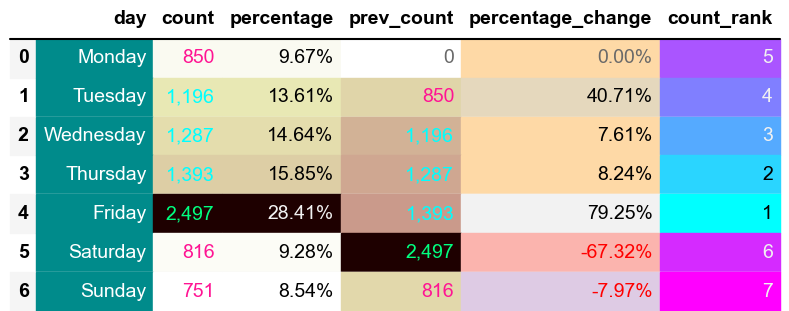 day count percentage prev_count percentage_change count_rank
0 Monday 850 9.67% 0 0.00% 5
1 Tuesday 1,196 13.61% 850 40.71% 4
2 Wednesday 1,287 14.64% 1,196 7.61% 3
3 Thursday 1,393 15.85% 1,287 8.24% 2
4 Friday 2,497 28.41% 1,393 79.25% 1
5 Saturday 816 9.28% 2,497 -67.32% 6
6 Sunday 751 8.54% 816 -7.97% 7